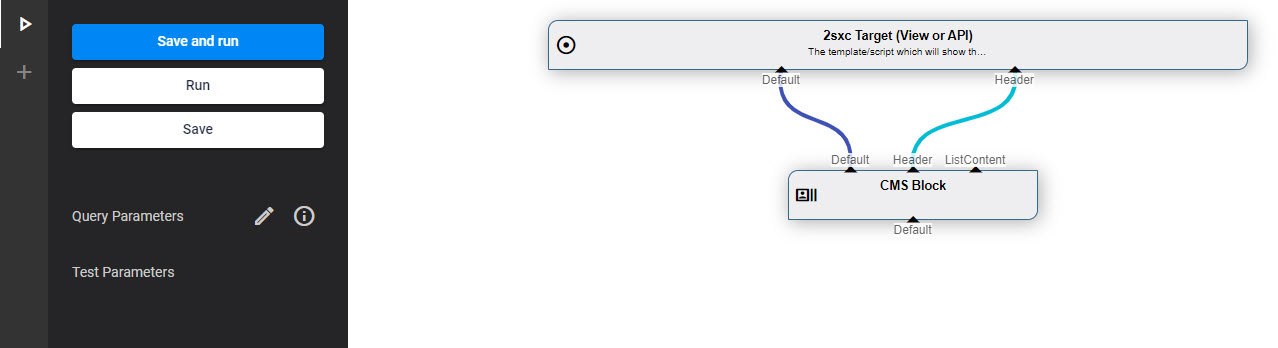 Save and run
Run
Save
Query Parameters
Test Parameters
2sxc Target (View or API)
The template/script which will show th...
Default
Header
Default
Header
ListContent
CMS Block
Default